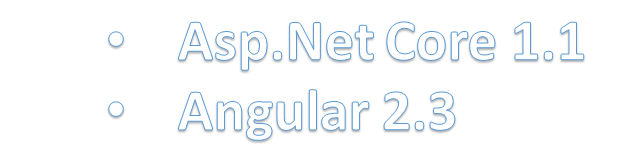 • Asp.Net Core 1.1
• Angular 2.3